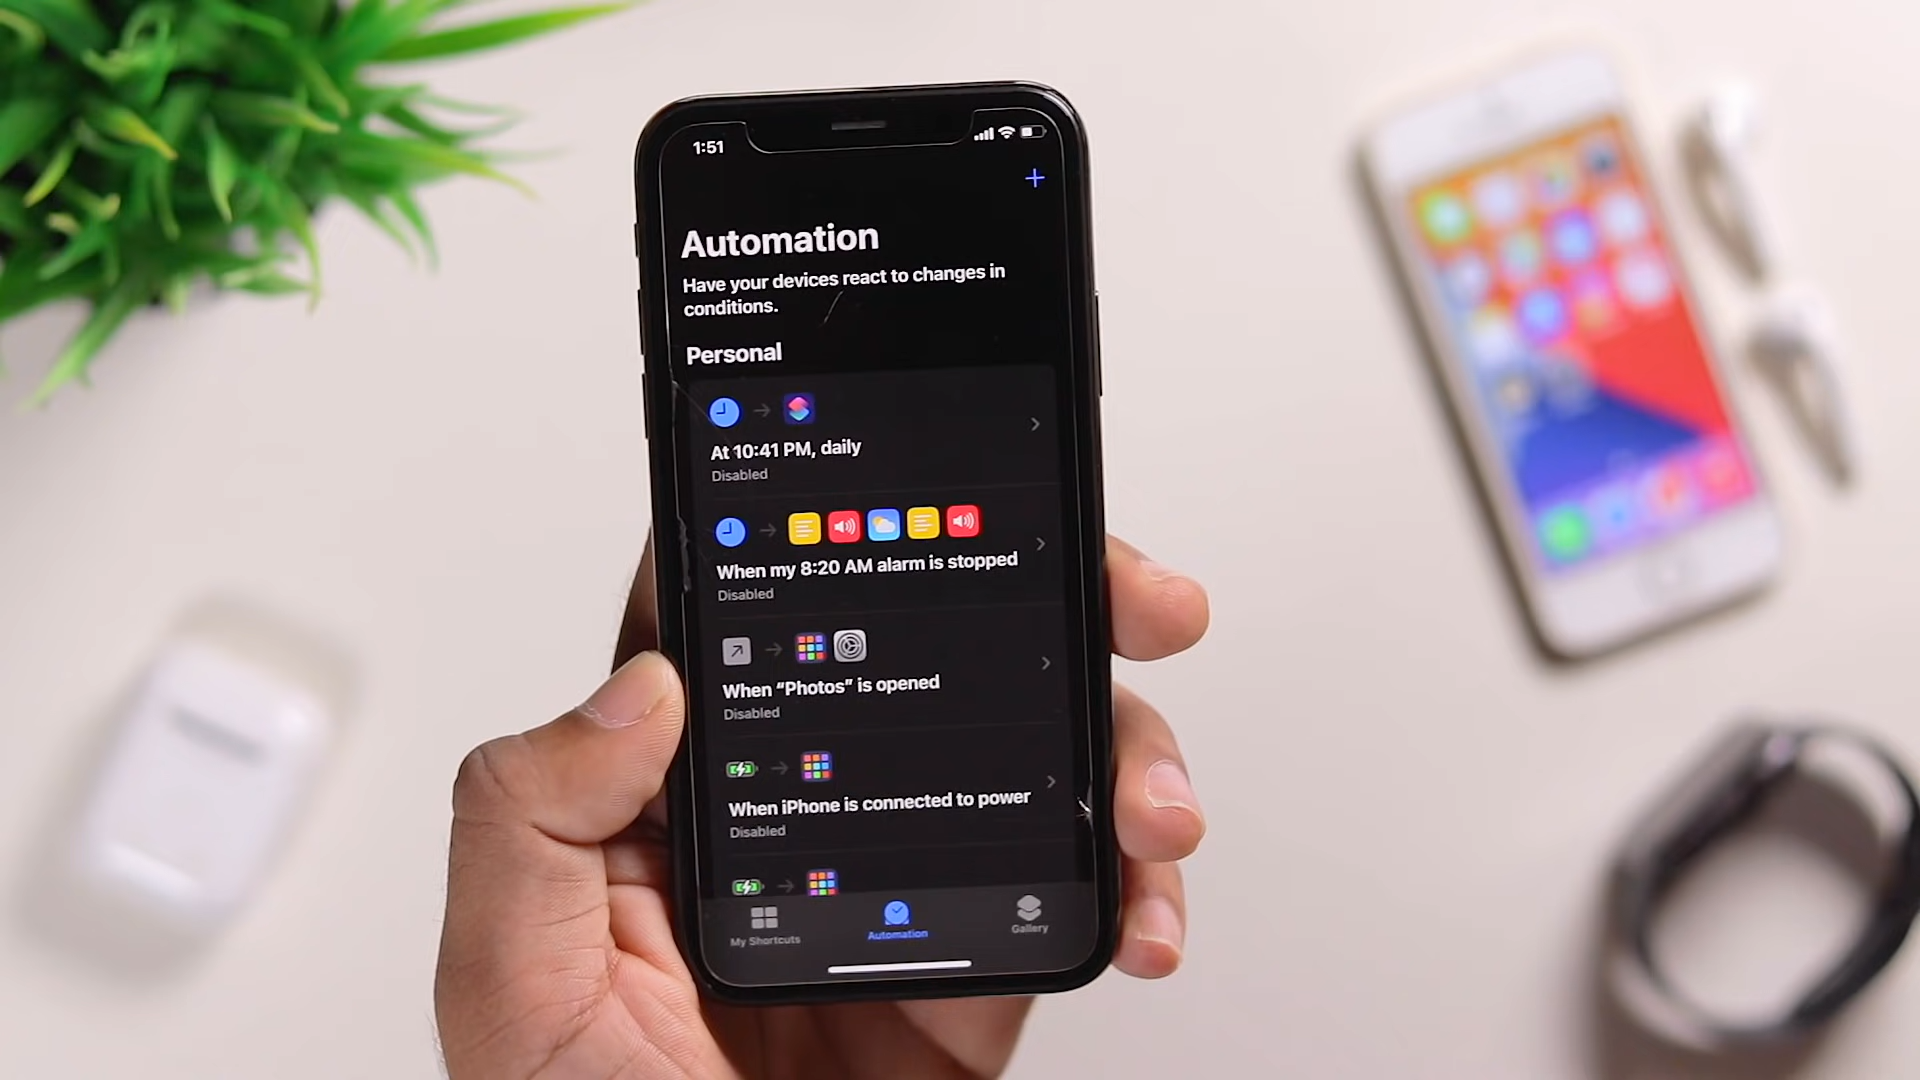 1:51
Automation
Have your devices react to changes in
conditions.
Personal
At 10:41 PM, daily
Disabled
When my 8:20 AM alarm is stopped
Disabled
When “Photos” is opened
Disabled
When iPhone is connected to power
Disabled
My Shortcuts
Automation
Gallery